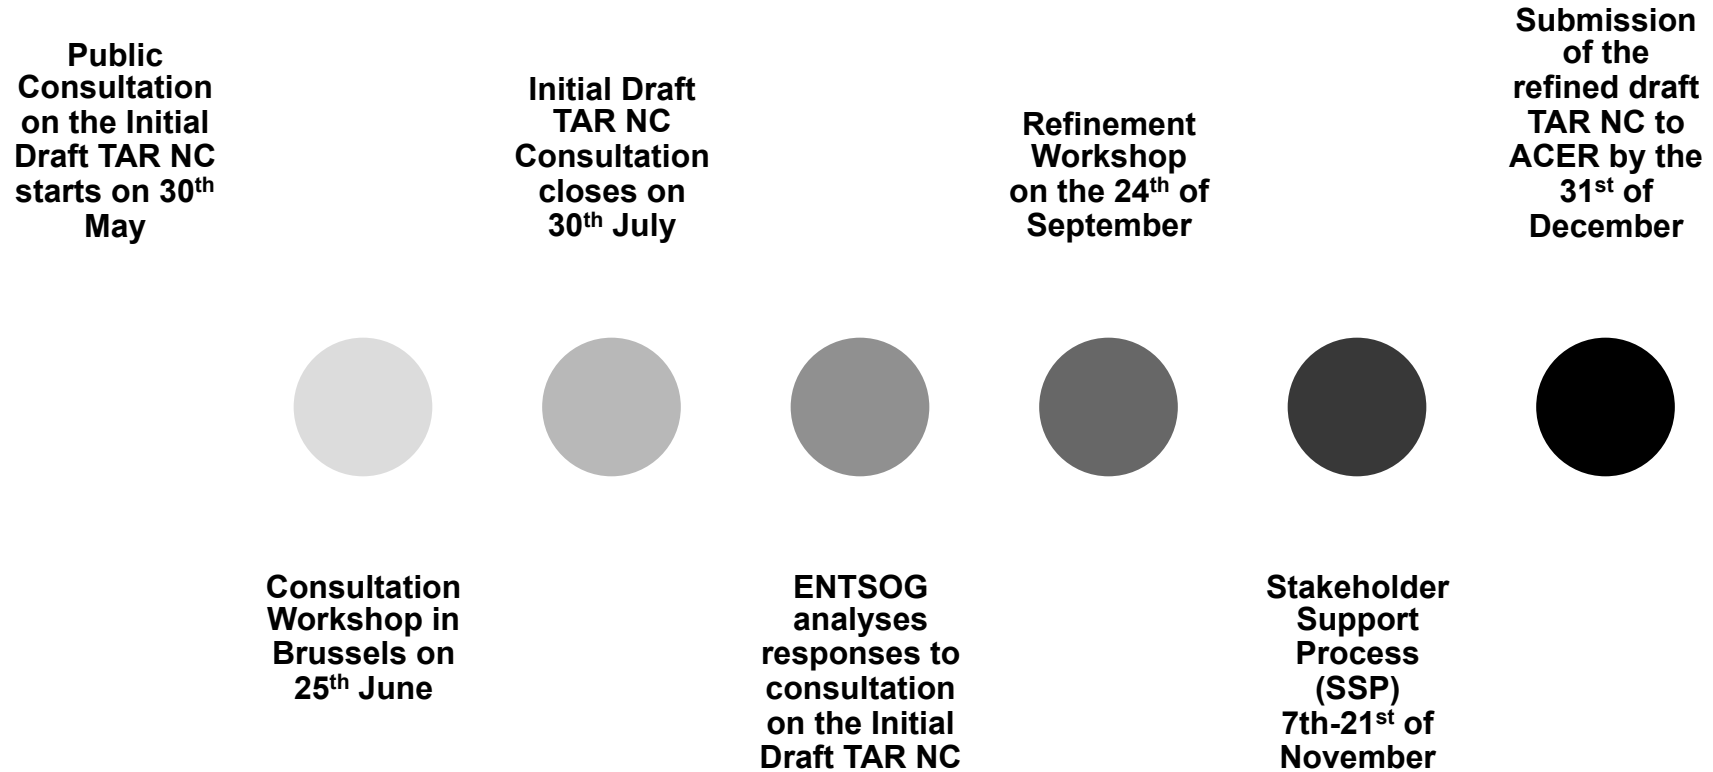 Public
Consultation
on the Initial
Draft TAR NC
starts on 30th
May
Consultation
Workshop in
Brussels on
25th June
Initial Draft
TAR NC
Consultation
closes on
30th July
ENTSOG
analyses
responses to
consultation
on the Initial
Draft TAR NC
Refinement
Workshop
on the 24th of
September
Stakeholder
Support
Process
(SSP)
7th-21st of
November
Submission
of the
refined draft
TAR NC to
ACER by the
31st of
December